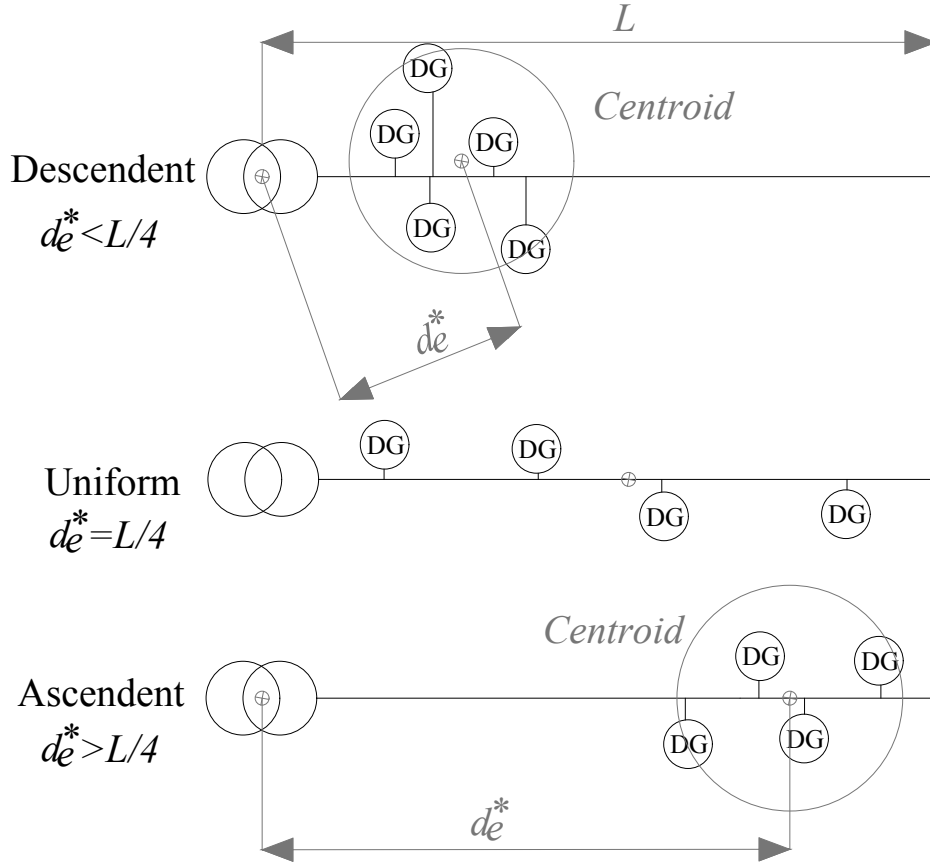 L
DG
Centroid
DG
DG
Descendent
d*e<L/4
DG
DG
d*e
DG
DG
Uniform
d*e=L/4
DG
DG
Centroid
DG
DG
Ascendent
d*e>L/4
DG
DG
d*e